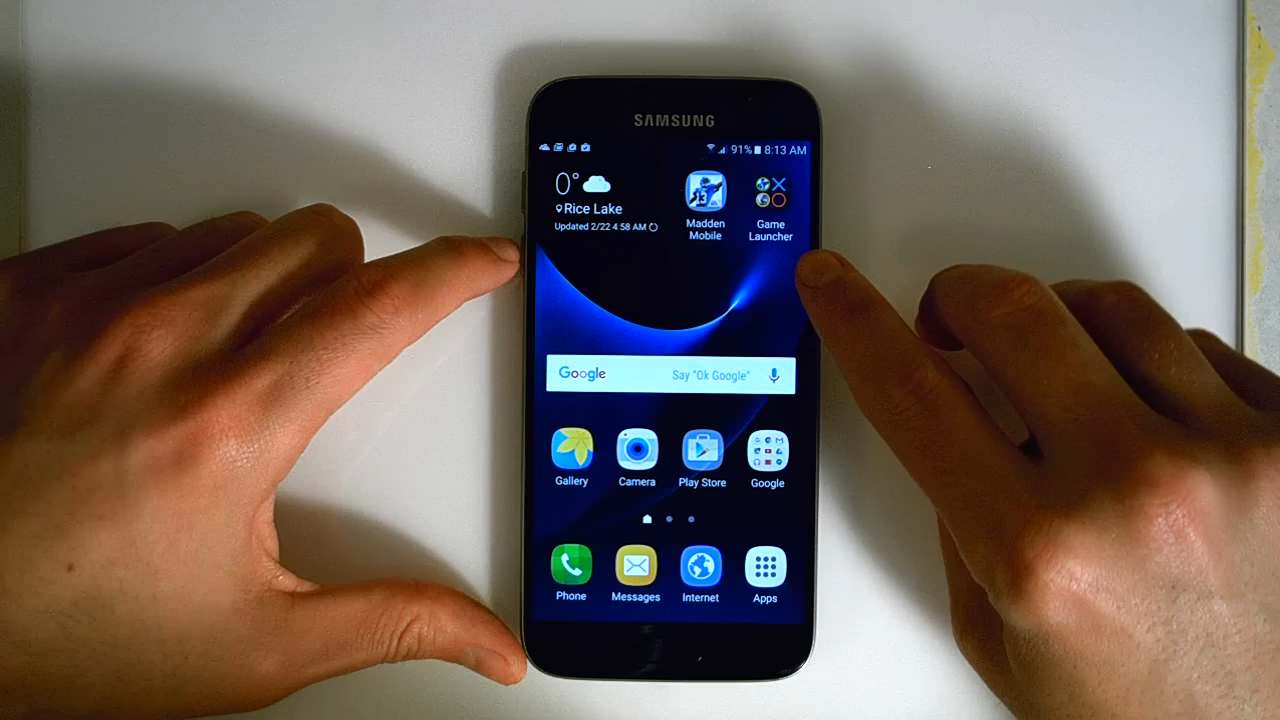 SAMSUNG
91% 8:13 AM
0°
Rice Lake
Updated 2/22 4:58 AM
13
Madden
Mobile
Game
Launcher
Google
Say "Ok Google"
Gallery
Camera
Play Store
Google
Phone
Messages
Internet
Apps